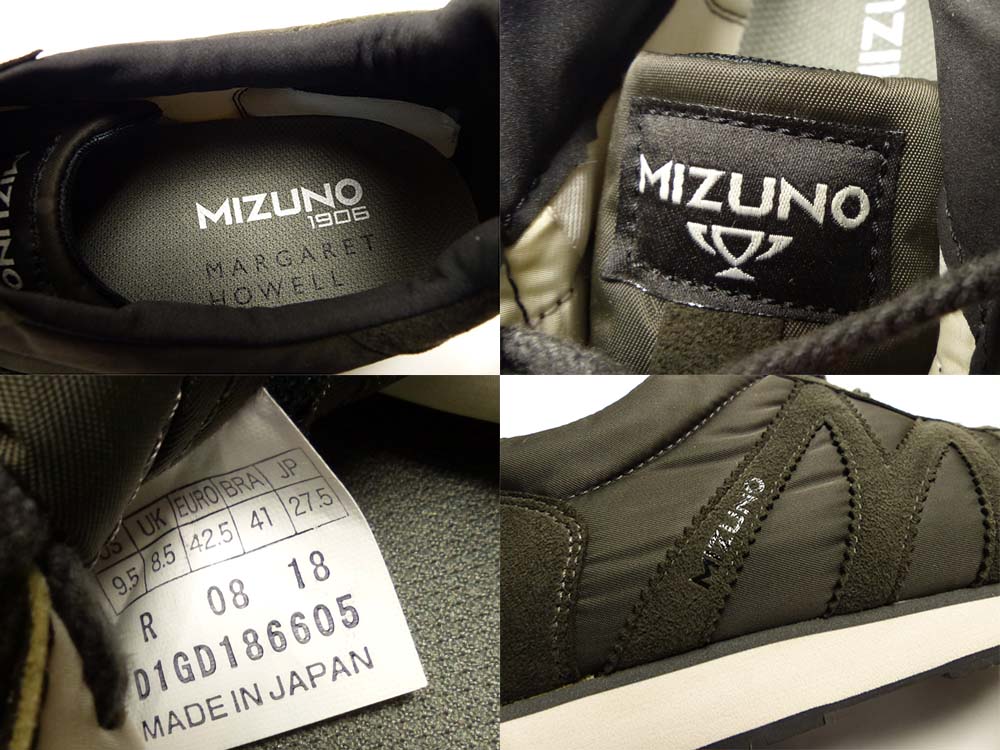 MIZUNO
1906
MARGARET
HOWELL
MIZUNO
US UK EURO BRA JP
9.5 8.5 42.5 41 27.5
R 08 18
D1GD186605
MADE IN JAPAN
MIZUNO